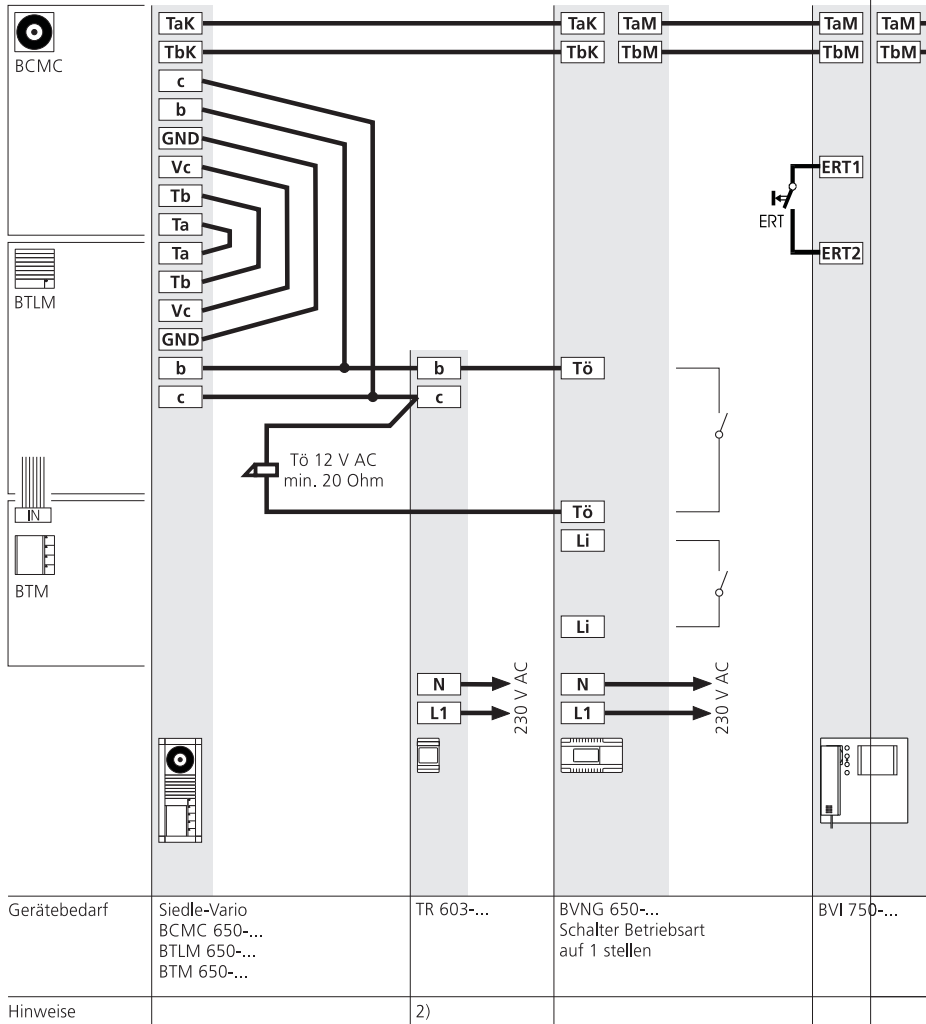 BCMC
TaK
TbK
c
b
GND
Vc
Tb
Ta
BTLM
Ta
Tb
Vc
GND
b
c
IN
BTM
b
c
Tö 12 V AC
min. 20 Ohm
N
L1
230 V AC
TaK TaM
TbK TbM
Tö
Tö
Li
Li
N
L1
230 V AC
TaM TaM
TbM TbM
ERT1
ERT
ERT2
Gerätebedarf
Siedle-Vario
BCMC 650-...
BTLM 650-...
BTM 650-...
TR 603-...
BVNG 650-...
Schalter Betriebsart
auf 1 stellen
BVI 750-...
Hinweise
2)